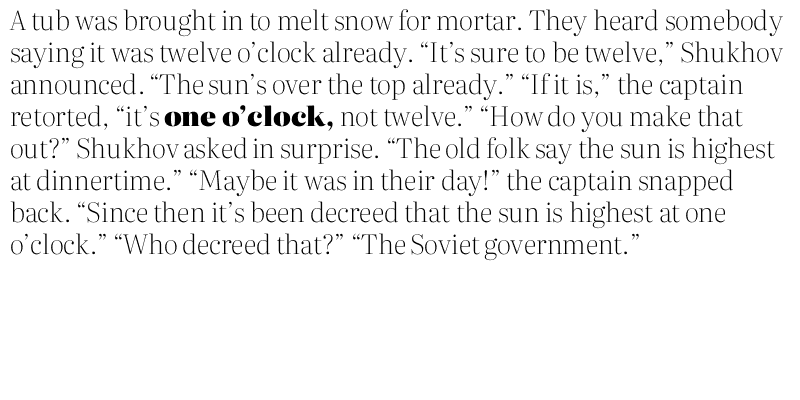 A tub was brought in to melt snow for mortar. They heard somebody
saying it was twelve o’clock already. “It’s sure to be twelve,” Shukhov
announced. “The sun’s over the top already.” “If it is,” the captain
retorted, “it’s one o’clock, not twelve.” “How do you make that
out?” Shukhov asked in surprise. “The old folk say the sun is highest
at dinnertime.” “Maybe it was in their day!” the captain snapped
back. “Since then it’s been decreed that the sun is highest at one
o’clock.” “Who decreed that?” “The Soviet government.”